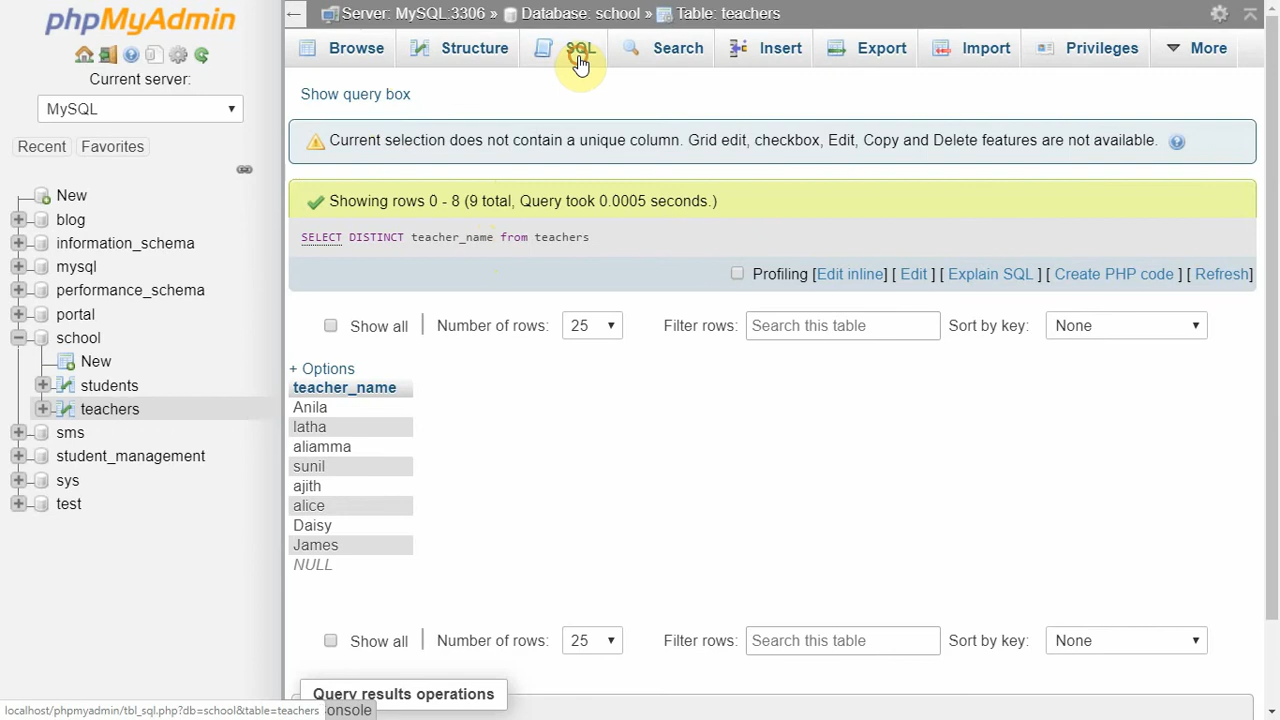 phpMyAdmin
Current server:
MySQL
Recent
Favorites
New
blog
information_schema
mysql
performance_schema
portal
school
New
students
teachers
sms
student_management
sys
test
Server: MySQL:3306 » Database: school » Table: teachers
Browse
Structure
SQL
Search
Insert
Export
Import
Privileges
More
Show query box
Current selection does not contain a unique column. Grid edit, checkbox, Edit, Copy and Delete features are not available.
Showing rows 0 - 8 (9 total, Query took 0.0005 seconds.)
SELECT DISTINCT teacher_name from teachers
Profiling [Edit inline] [ Edit ] [ Explain SQL ] [ Create PHP code ] [ Refresh]
Show all
Number of rows: 25
Filter rows: Search this table
Sort by key: None
+ Options
teacher_name
Anila
latha
aliamma
sunil
ajith
alice
Daisy
James
NULL
Show all
Number of rows: 25
Filter rows: Search this table
Sort by key: None
Query results operations
localhost/phpmyadmin/tbl_sql.php?db=school&table=teachers
onsole